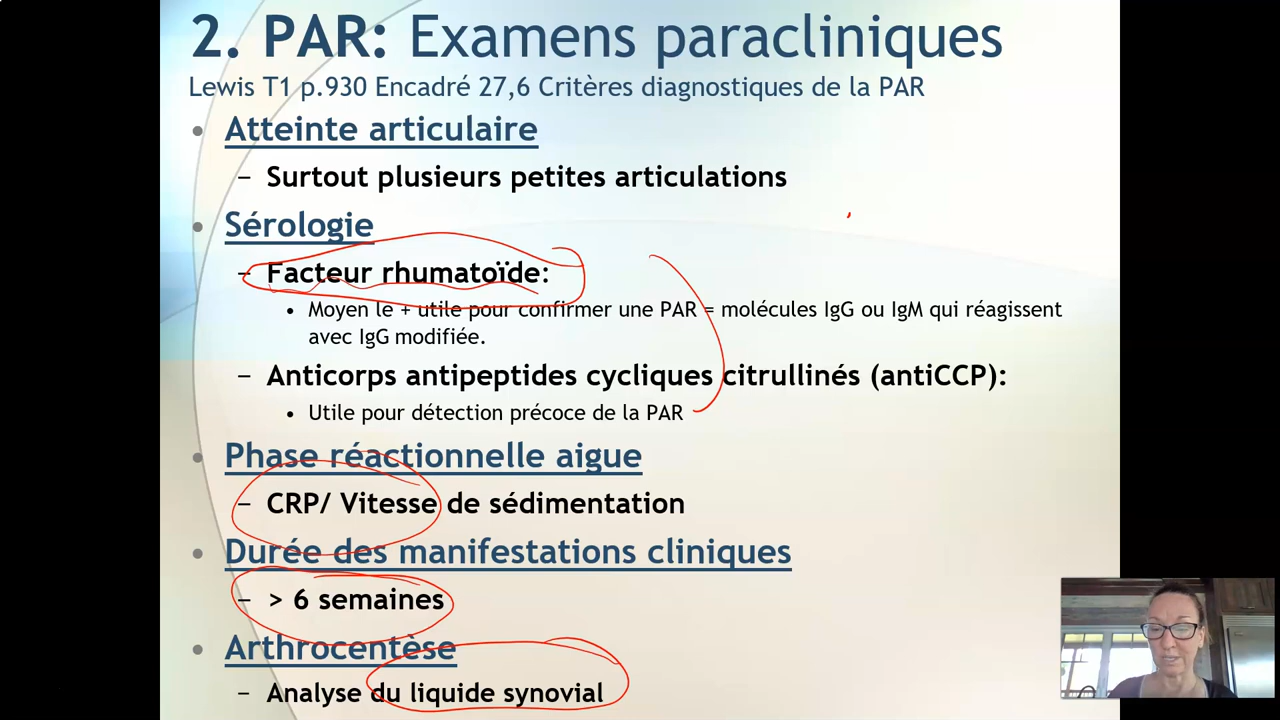 2. PAR: Examens paracliniques
Lewis T1 p.930 Encadré 27,6 Critères diagnostiques de la PAR
• Atteinte articulaire
– Surtout plusieurs petites articulations
• Sérologie
– Facteur rhumatoïde:
• Moyen le + utile pour confirmer une PAR = molécules IgG ou IgM qui réagissent
avec IgG modifiée.
– Anticorps antipeptides cycliques citrullinés (antiCCP):
• Utile pour détection précoce de la PAR
• Phase réactionnelle aigue
– CRP/ Vitesse de sédimentation
• Durée des manifestations cliniques
– > 6 semaines
• Arthrocentèse
– Analyse du liquide synovial